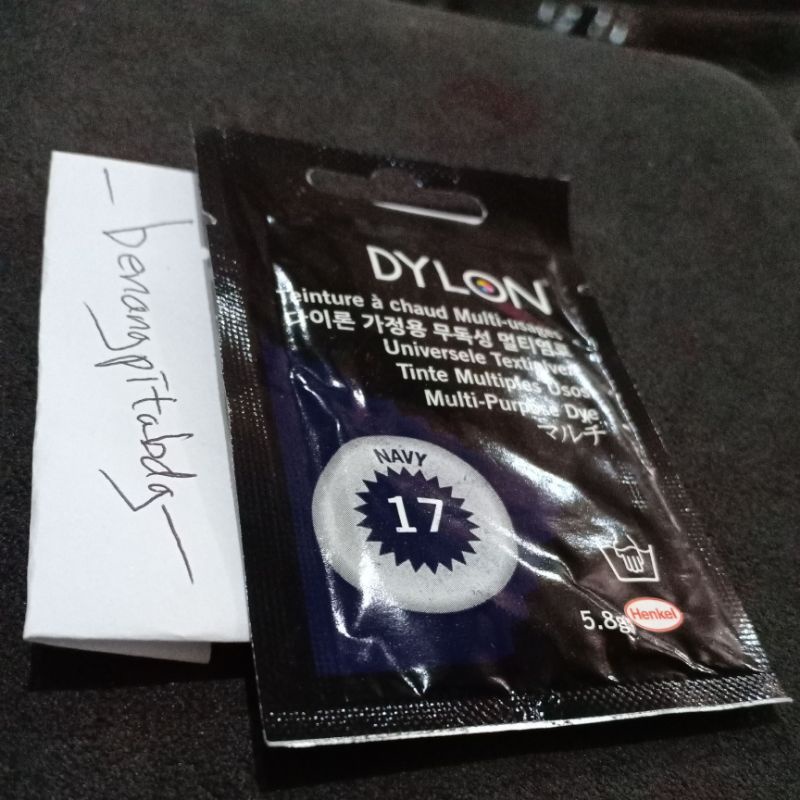 -benangpitabdg-
DYLON
Teinture à chaud Multi-usages
다이론 가정용 무독성 멀티염료
Universele Textielverf
Tinte Multiples Usos
Multi-Purpose Dye
マルチ
NAVY
17
5.8g
Henkel